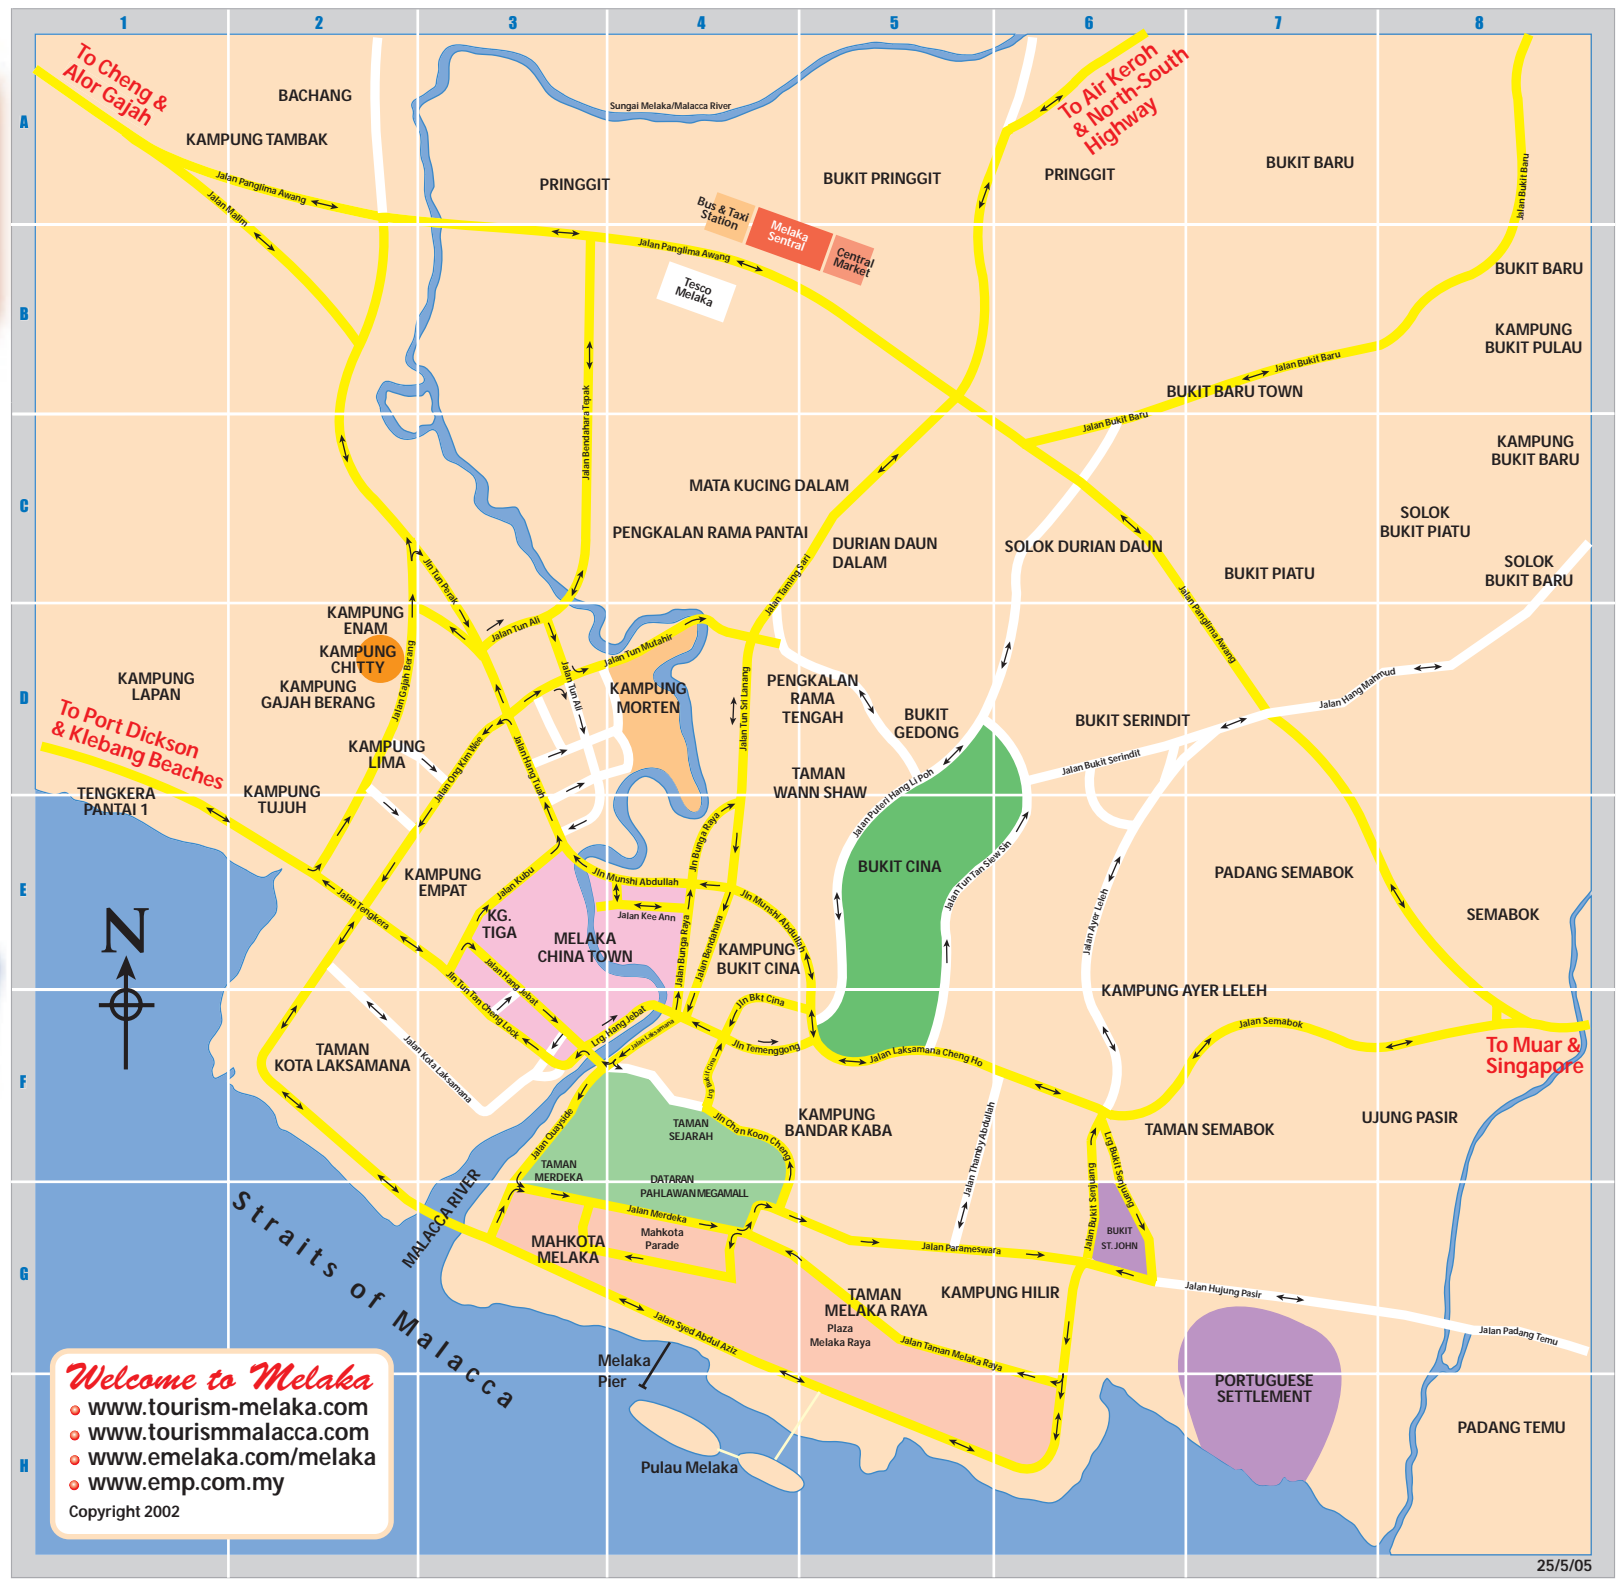 1 2 3 4 5 6 7 8
A
B
C
D
E
F
G
H
To Cheng &
Alor Gajah
BACHANG
KAMPUNG TAMBAK
Jalan Panglima Awang
Jalan Malim
Sungai Melaka/Malacca River
PRINGGIT
BUKIT PRINGGIT
To Air Keroh
& North-South
Highway
PRINGGIT
BUKIT BARU
Jalan Bukit Baru
Bus & Taxi
Station
Melaka
Sentral
Central
Market
Jalan Panglima Awang
Tesco
Melaka
BUKIT BARU
KAMPUNG
BUKIT PULAU
Jalan Bukit Baru
BUKIT BARU TOWN
Jalan Bukit Baru
Jalan Bendahara Tepak
KAMPUNG
BUKIT BARU
MATA KUCING DALAM
PENGKALAN RAMA PANTAI
DURIAN DAUN
DALAM
SOLOK DURIAN DAUN
SOLOK
BUKIT PIATU
BUKIT PIATU
SOLOK
BUKIT BARU
Jln Tun Perak
Jalan Taming Sari
Jalan Panglima Awang
KAMPUNG
ENAM
KAMPUNG
CHITTY
KAMPUNG
GAJAH BERANG
Jalan Gajah Berang
KAMPUNG
LAPAN
To Port Dickson
& Klebang Beaches
Jalan Tun Ali
Jalan Tun Ali
Jalan Tun Mutahir
KAMPUNG
MORTEN
Jalan Tun Sri Lanang
PENGKALAN
RAMA
TENGAH
BUKIT
GEDONG
BUKIT SERINDIT
Jalan Hang Mahmud
Jalan Bukit Serindit
KAMPUNG
LIMA
Jalan Ong Kim Wee
Jalan Hang Tuah
TAMAN
WANN SHAW
Jalan Puteri Hang Li Poh
TENGKERA
PANTAI 1
KAMPUNG
TUJUH
Jln Bunga Raya
BUKIT CINA
Jalan Tun Tan Siew Sin
PADANG SEMABOK
KAMPUNG
EMPAT
Jalan Kubu
Jln Munshi Abdullah
Jalan Kee Ann
Jln Munshi Abdullah
Jalan Tengkera
KG.
TIGA
MELAKA
CHINA TOWN
Jalan Bunga Raya
Jalan Bendahara
KAMPUNG
BUKIT CINA
Jalan Ayer Leleh
SEMABOK
N
Jalan Hang Jebat
Jln Tun Tan Cheng Lock
Lrg. Hang Jebat
Jalan Laksamana
Jln Bkt Cina
Jln Temenggong
Lrg Bukit Cina
KAMPUNG AYER LELEH
Jalan Semabok
To Muar &
Singapore
TAMAN
KOTA LAKSAMANA
Jalan Kota Laksamana
Jalan Laksamana Cheng Ho
Jalan Quayside
TAMAN
SEJARAH
Jln Chan Koon Cheng
KAMPUNG
BANDAR KABA
Jalan Thamby Abdullah
TAMAN SEMABOK
UJUNG PASIR
TAMAN
MERDEKA
DATARAN
PAHLAWAN MEGAMALL
Lrg Bukit Senjuang
Jalan Bukit Senjuang
BUKIT
ST. JOHN
MALACCA RIVER
Jalan Merdeka
MAHKOTA
MELAKA
Mahkota
Parade
Jalan Parameswara
KAMPUNG HILIR
Jalan Hujung Pasir
Jalan Padang Temu
Straits of Malacca
Jalan Syed Abdul Aziz
TAMAN
MELAKA RAYA
Plaza
Melaka Raya
Jalan Taman Melaka Raya
Melaka
Pier
Pulau Melaka
PORTUGUESE
SETTLEMENT
PADANG TEMU
Welcome to Melaka
www.tourism-melaka.com
www.tourismmalacca.com
www.emelaka.com/melaka
www.emp.com.my
Copyright 2002
25/5/05